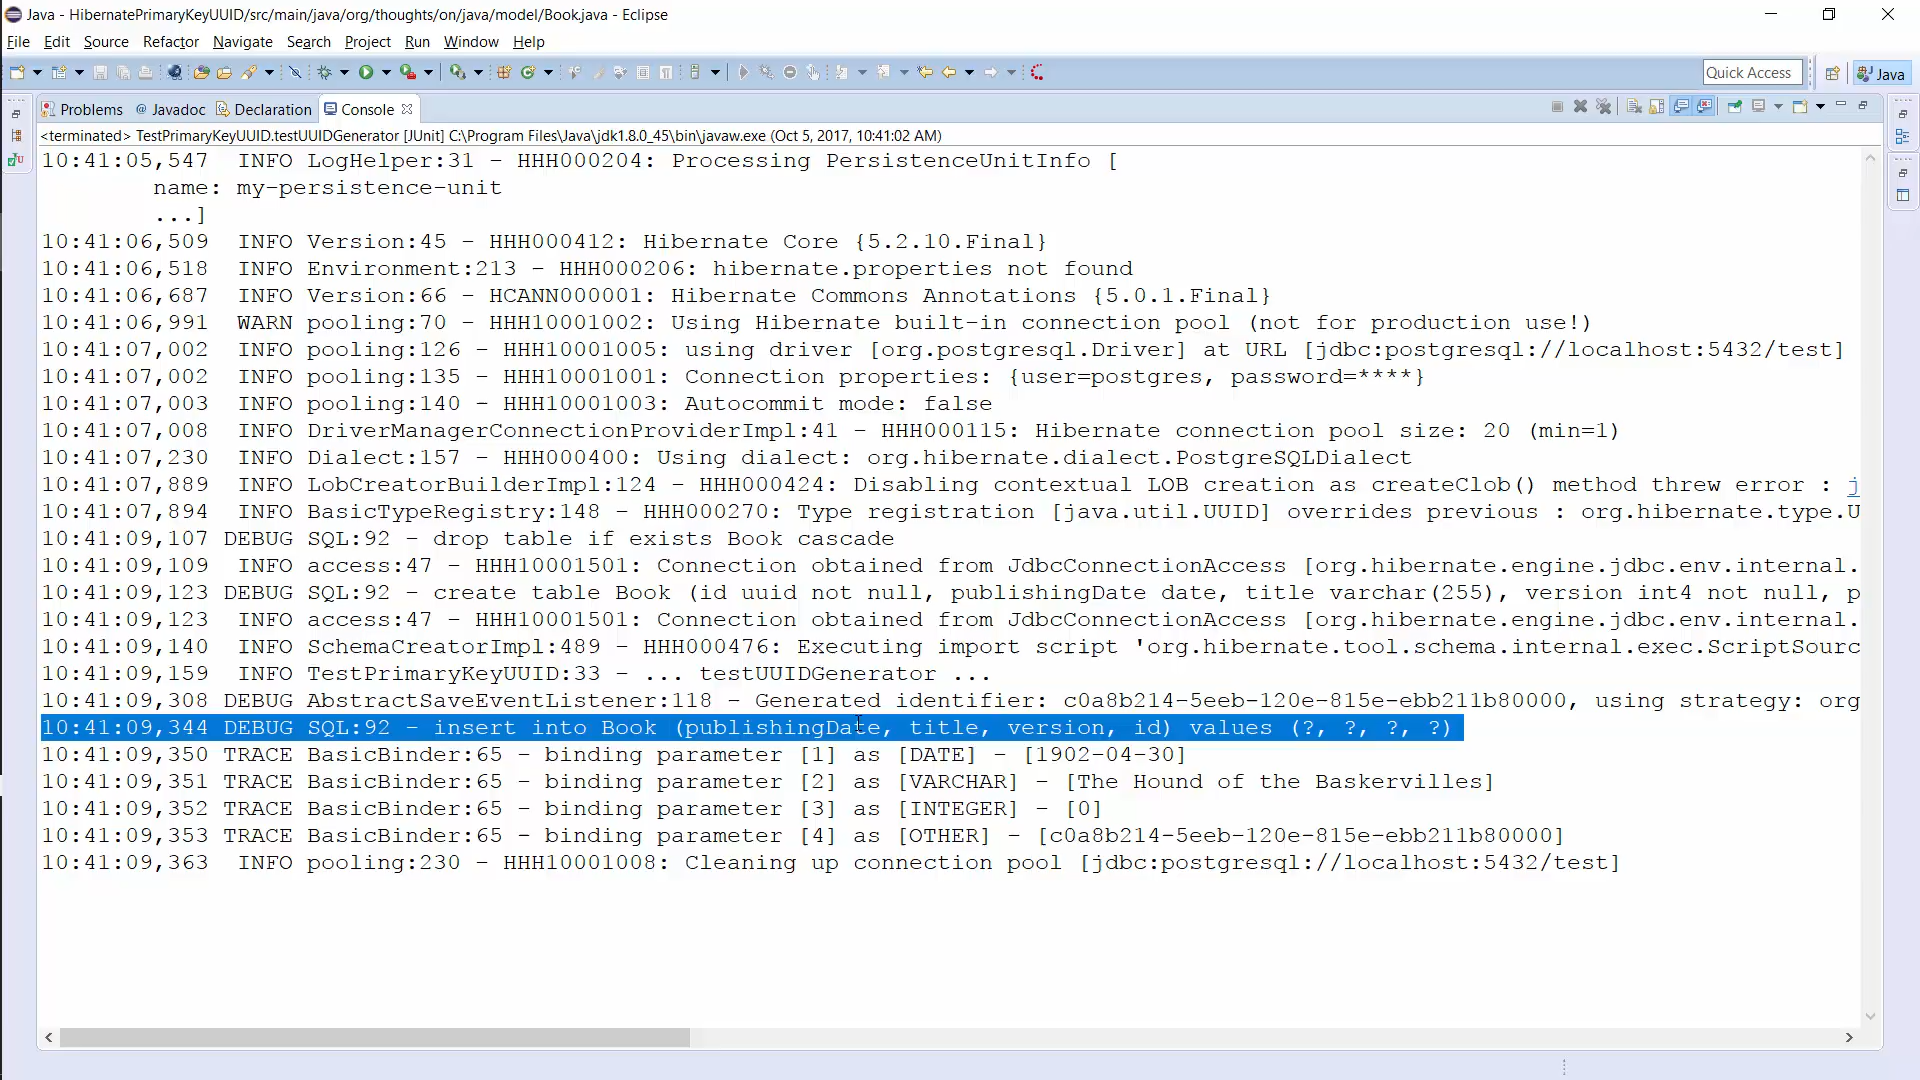 Java - HibernatePrimaryKeyUUID/src/main/java/org/thoughts/on/java/model/Book.java - Eclipse
File Edit Source Refactor Navigate Search Project Run Window Help
Quick Access Java
Problems Javadoc Declaration Console
<terminated> TestPrimaryKeyUUID.testUUIDGenerator [JUnit] C:\Program Files\Java\jdk1.8.0_45\bin\javaw.exe (Oct 5, 2017, 10:41:02 AM)
10:41:05,547 INFO LogHelper:31 - HHH000204: Processing PersistenceUnitInfo [
name: my-persistence-unit
...]
10:41:06,509 INFO Version:45 - HHH000412: Hibernate Core {5.2.10.Final}
10:41:06,518 INFO Environment:213 - HHH000206: hibernate.properties not found
10:41:06,687 INFO Version:66 - HCANN000001: Hibernate Commons Annotations {5.0.1.Final}
10:41:06,991 WARN pooling:70 - HHH10001002: Using Hibernate built-in connection pool (not for production use!)
10:41:07,002 INFO pooling:126 - HHH10001005: using driver [org.postgresql.Driver] at URL [jdbc:postgresql://localhost:5432/test]
10:41:07,002 INFO pooling:135 - HHH10001001: Connection properties: {user=postgres, password=****}
10:41:07,003 INFO pooling:140 - HHH10001003: Autocommit mode: false
10:41:07,008 INFO DriverManagerConnectionProviderImpl:41 - HHH000115: Hibernate connection pool size: 20 (min=1)
10:41:07,230 INFO Dialect:157 - HHH000400: Using dialect: org.hibernate.dialect.PostgreSQLDialect
10:41:07,889 INFO LobCreatorBuilderImpl:124 - HHH000424: Disabling contextual LOB creation as createClob() method threw error : j
10:41:07,894 INFO BasicTypeRegistry:148 - HHH000270: Type registration [java.util.UUID] overrides previous : org.hibernate.type.U
10:41:09,107 DEBUG SQL:92 - drop table if exists Book cascade
10:41:09,109 INFO access:47 - HHH10001501: Connection obtained from JdbcConnectionAccess [org.hibernate.engine.jdbc.env.internal.
10:41:09,123 DEBUG SQL:92 - create table Book (id uuid not null, publishingDate date, title varchar(255), version int4 not null, p
10:41:09,123 INFO access:47 - HHH10001501: Connection obtained from JdbcConnectionAccess [org.hibernate.engine.jdbc.env.internal.
10:41:09,140 INFO SchemaCreatorImpl:489 - HHH000476: Executing import script 'org.hibernate.tool.schema.internal.exec.ScriptSourc
10:41:09,159 INFO TestPrimaryKeyUUID:33 - ... testUUIDGenerator ...
10:41:09,308 DEBUG AbstractSaveEventListener:118 - Generated identifier: c0a8b214-5eeb-120e-815e-ebb211b80000, using strategy: org
10:41:09,344 DEBUG SQL:92 - insert into Book (publishingDate, title, version, id) values (?, ?, ?, ?)
10:41:09,350 TRACE BasicBinder:65 - binding parameter [1] as [DATE] - [1902-04-30]
10:41:09,351 TRACE BasicBinder:65 - binding parameter [2] as [VARCHAR] - [The Hound of the Baskervilles]
10:41:09,352 TRACE BasicBinder:65 - binding parameter [3] as [INTEGER] - [0]
10:41:09,353 TRACE BasicBinder:65 - binding parameter [4] as [OTHER] - [c0a8b214-5eeb-120e-815e-ebb211b80000]
10:41:09,363 INFO pooling:230 - HHH10001008: Cleaning up connection pool [jdbc:postgresql://localhost:5432/test]